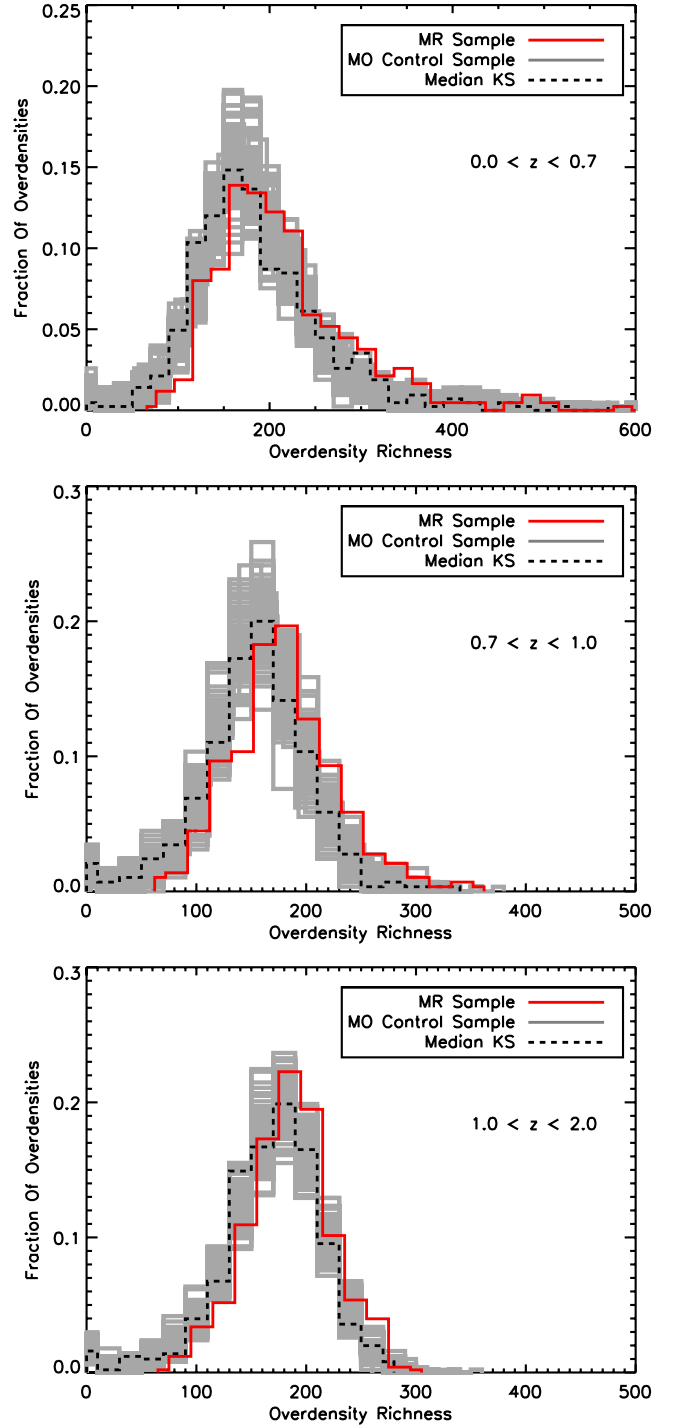 0.25
0.20
0.15
0.10
0.05
0.00
Fraction Of Overdensities
MR Sample
MO Control Sample
Median KS
0.0 < z < 0.7
0
200
400
600
Overdensity Richness
0.3
0.2
0.1
0.0
Fraction Of Overdensities
MR Sample
MO Control Sample
Median KS
0.7 < z < 1.0
0
100
200
300
400
500
Overdensity Richness
0.3
0.2
0.1
0.0
Fraction Of Overdensities
MR Sample
MO Control Sample
Median KS
1.0 < z < 2.0
0
100
200
300
400
500
Overdensity Richness